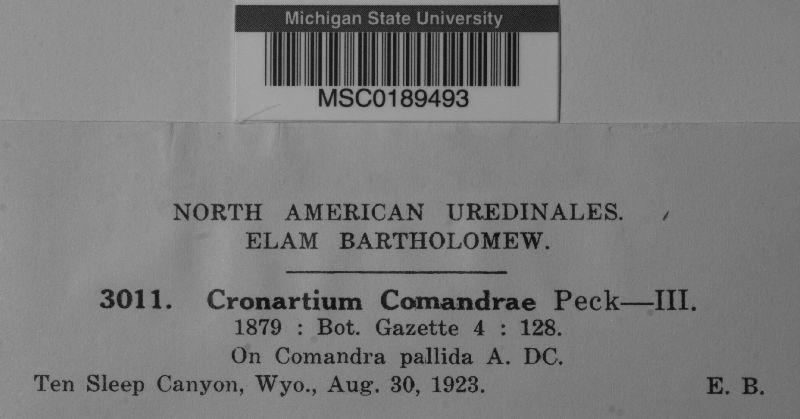 Michigan State University
MSC0189493
NORTH AMERICAN UREDINALES.
ELAM BARTHOLOMEW.
3011. Cronartium Comandrae Peck—III.
1879 : Bot. Gazette 4 : 128.
On Comandra pallida A. DC.
Ten Sleep Canyon, Wyo., Aug. 30, 1923. E. B.